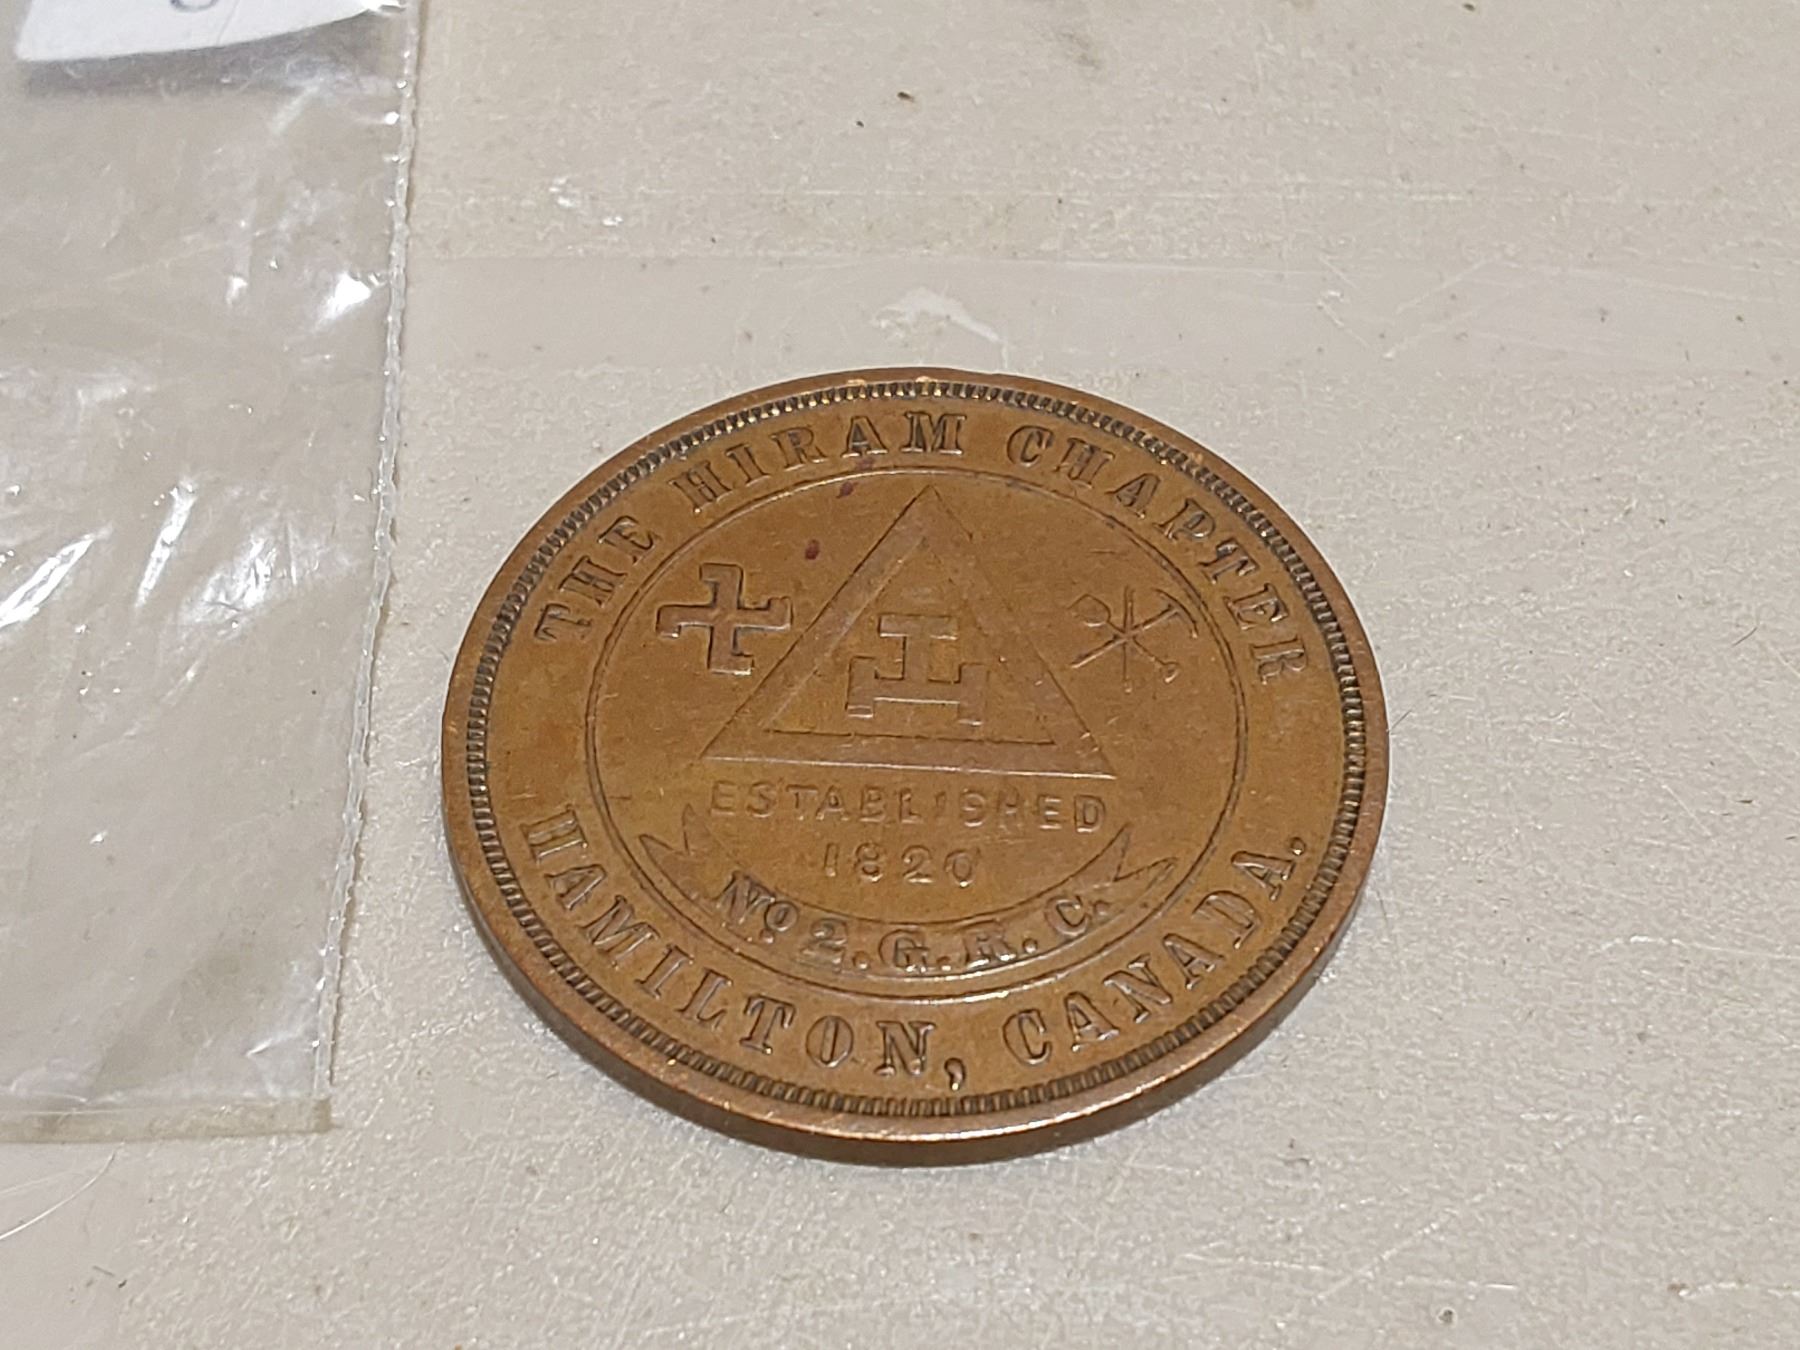 THE HIRAM CHAPTER
ESTABLISHED
1820
No 2. G. R. C.
HAMILTON, CANADA.